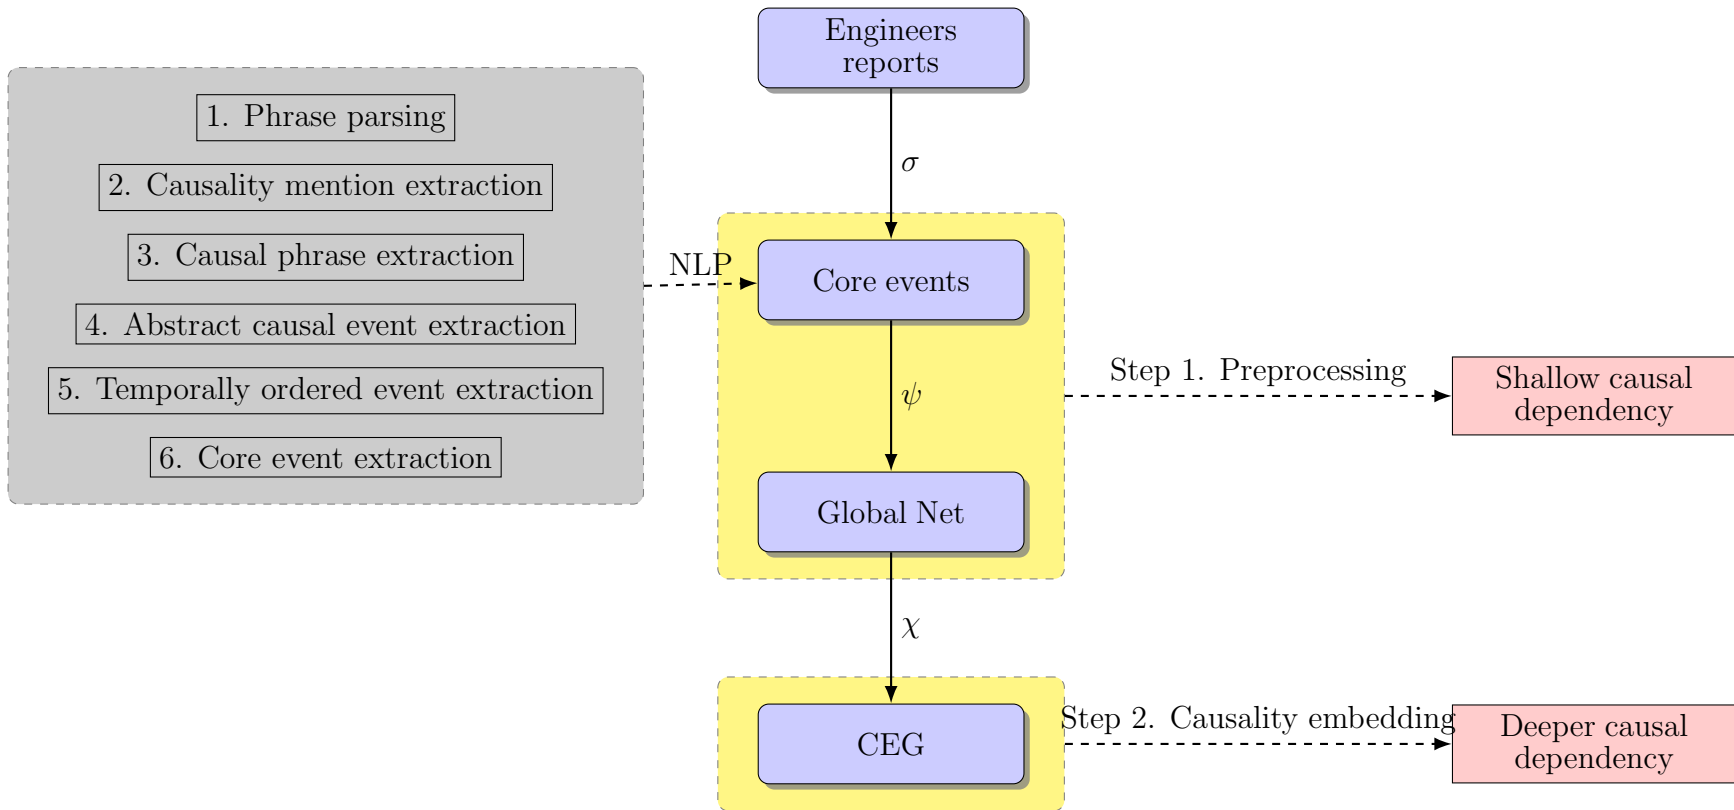 Engineers
reports
1. Phrase parsing
2. Causality mention extraction
3. Causal phrase extraction
4. Abstract causal event extraction
5. Temporally ordered event extraction
6. Core event extraction
σ
NLP
Core events
ψ
Step 1. Preprocessing
Shallow causal
dependency
Global Net
χ
CEG
Step 2. Causality embedding
Deeper causal
dependency